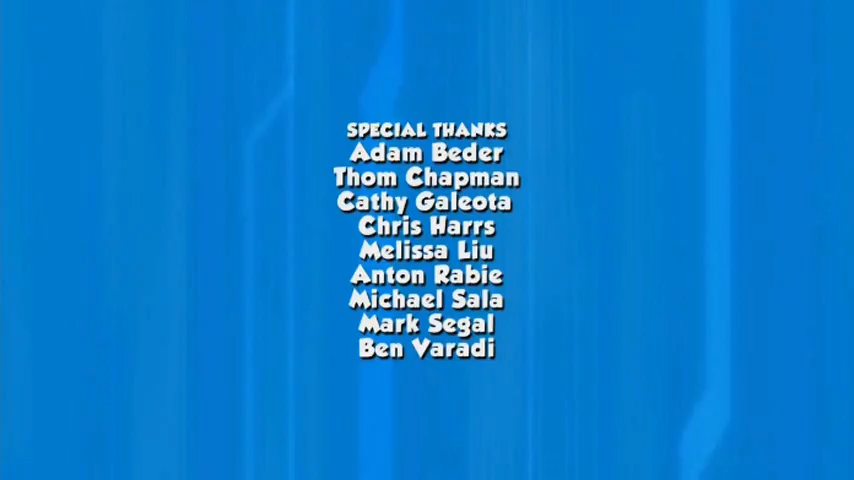 SPECIAL THANKS
Adam Beder
Thom Chapman
Cathy Galeota
Chris Harrs
Melissa Liu
Anton Rabie
Michael Sala
Mark Segal
Ben Varadi